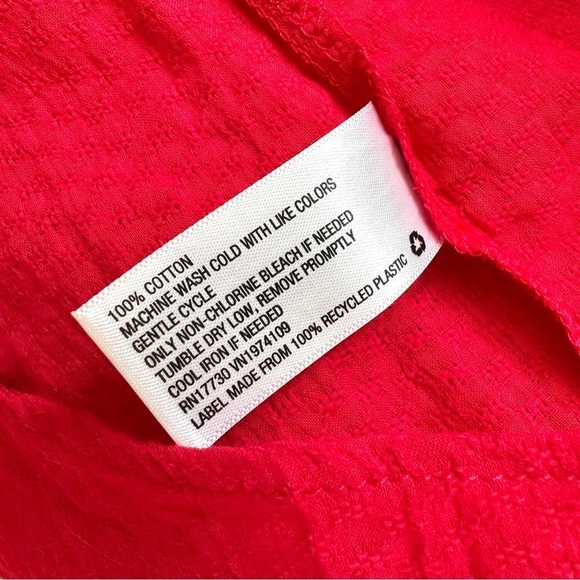 100% COTTON
MACHINE WASH COLD WITH LIKE COLORS
GENTLE CYCLE
ONLY NON-CHLORINE BLEACH IF NEEDED
TUMBLE DRY LOW, REMOVE PROMPTLY
COOL IRON IF NEEDED
RN17730 VN1974109
LABEL MADE FROM 100% RECYCLED PLASTIC